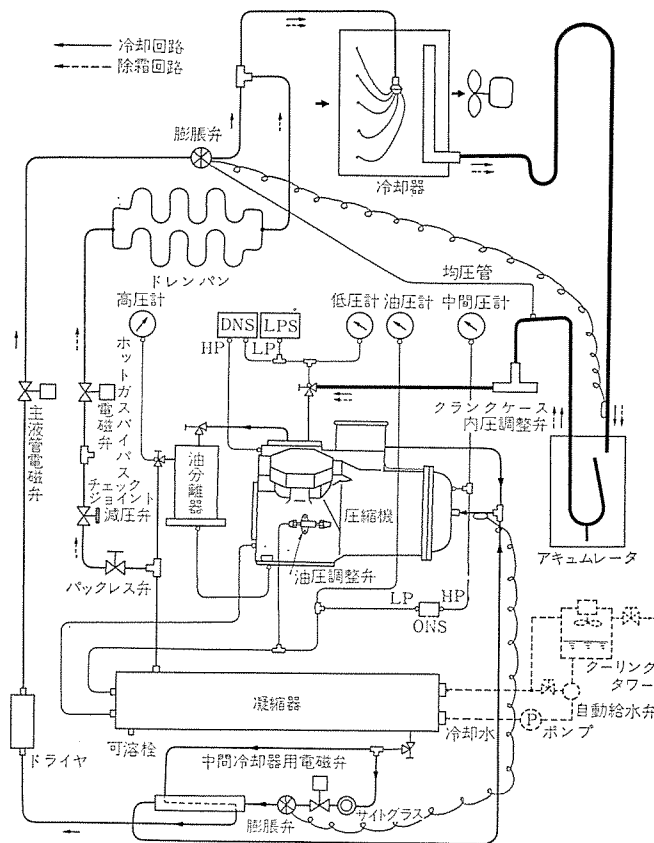 冷却回路
除霜回路
膨脹弁
冷却器
ドレンパン
均圧管
高圧計
DNS
LPS
低圧計
油圧計
中間圧計
HP
LP
ホットガスバイパス
電磁弁
主液管電磁弁
クランクケース
内圧調整弁
油分離器
チェック
ジョイント
減圧弁
圧縮機
アキュムレータ
油圧調整弁
バックレス弁
LP
HP
ONS
クーリング
タワー
凝縮器
自動給水弁
P
ポンプ
冷却水
可溶栓
ドライヤ
中間冷却器用電磁弁
膨脹弁
サイトグラス